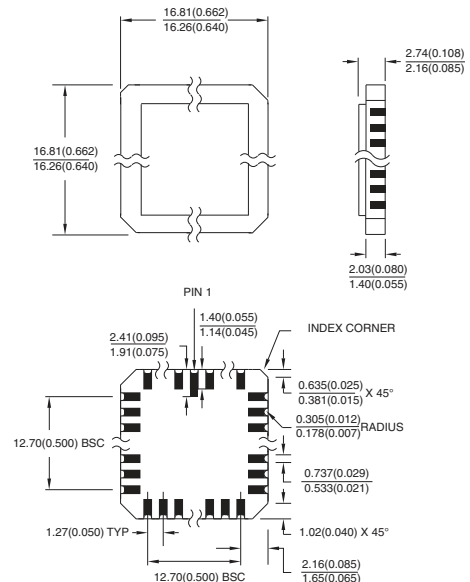 16.81(0.662)
16.26(0.640)
2.74(0.108)
2.16(0.085)
16.81(0.662)
16.26(0.640)
2.03(0.080)
1.40(0.055)
PIN 1
1.40(0.055)
1.14(0.045)
INDEX CORNER
2.41(0.095)
1.91(0.075)
0.635(0.025)
0.381(0.015) X 45°
0.305(0.012)
0.178(0.007) RADIUS
12.70(0.500) BSC
0.737(0.029)
0.533(0.021)
1.27(0.050) TYP
1.02(0.040) X 45°
12.70(0.500) BSC
2.16(0.085)
1.65(0.065)